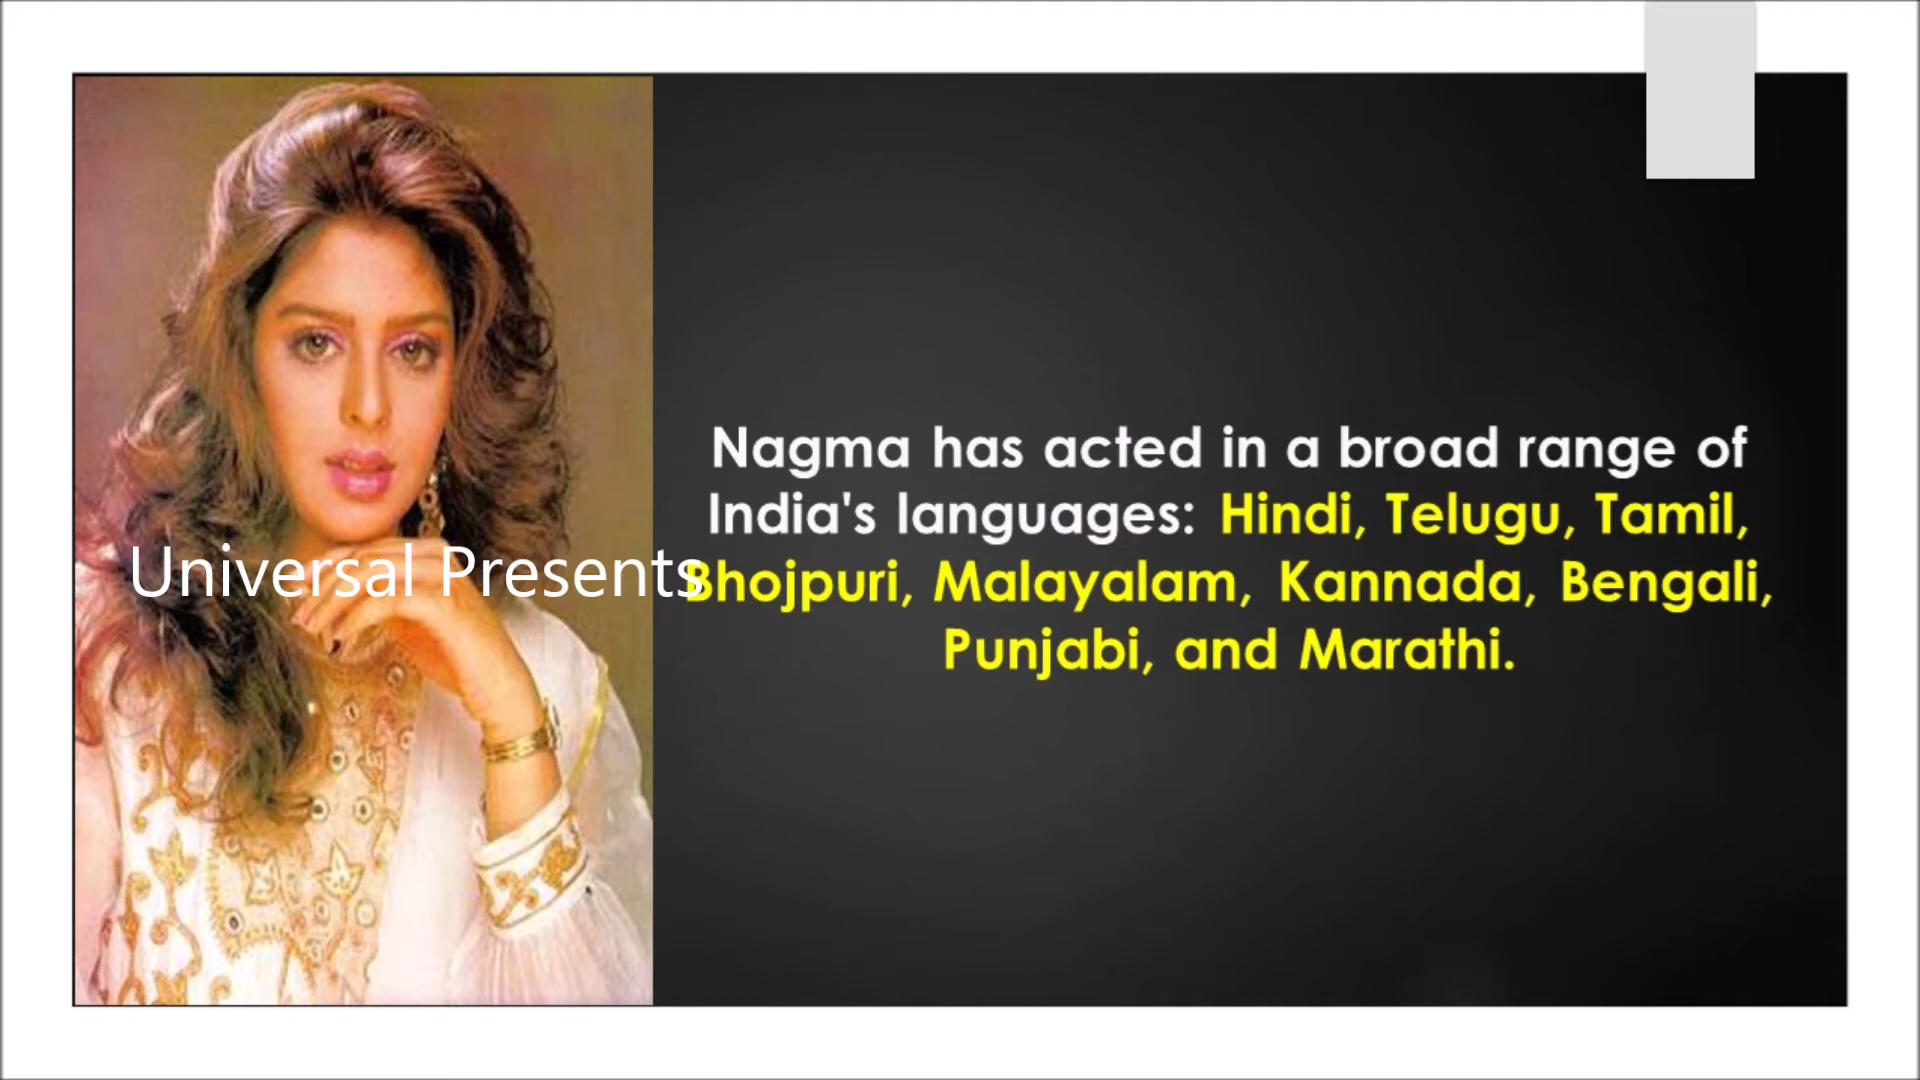 Nagma has acted in a broad range of
India's languages: Hindi, Telugu, Tamil,
Bhojpuri, Malayalam, Kannada, Bengali,
Punjabi, and Marathi.
Universal Presents